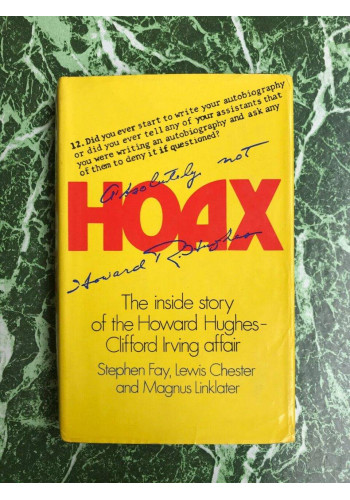 12. Did you ever start to write your autobiography
or did you ever tell any of your assistants that
you were writing an autobiography and ask any
of them to deny it if questioned?
Absolutely not
HOAX
Howard R. Hughes
The inside story
of the Howard Hughes–
Clifford Irving affair
Stephen Fay, Lewis Chester
and Magnus Linklater